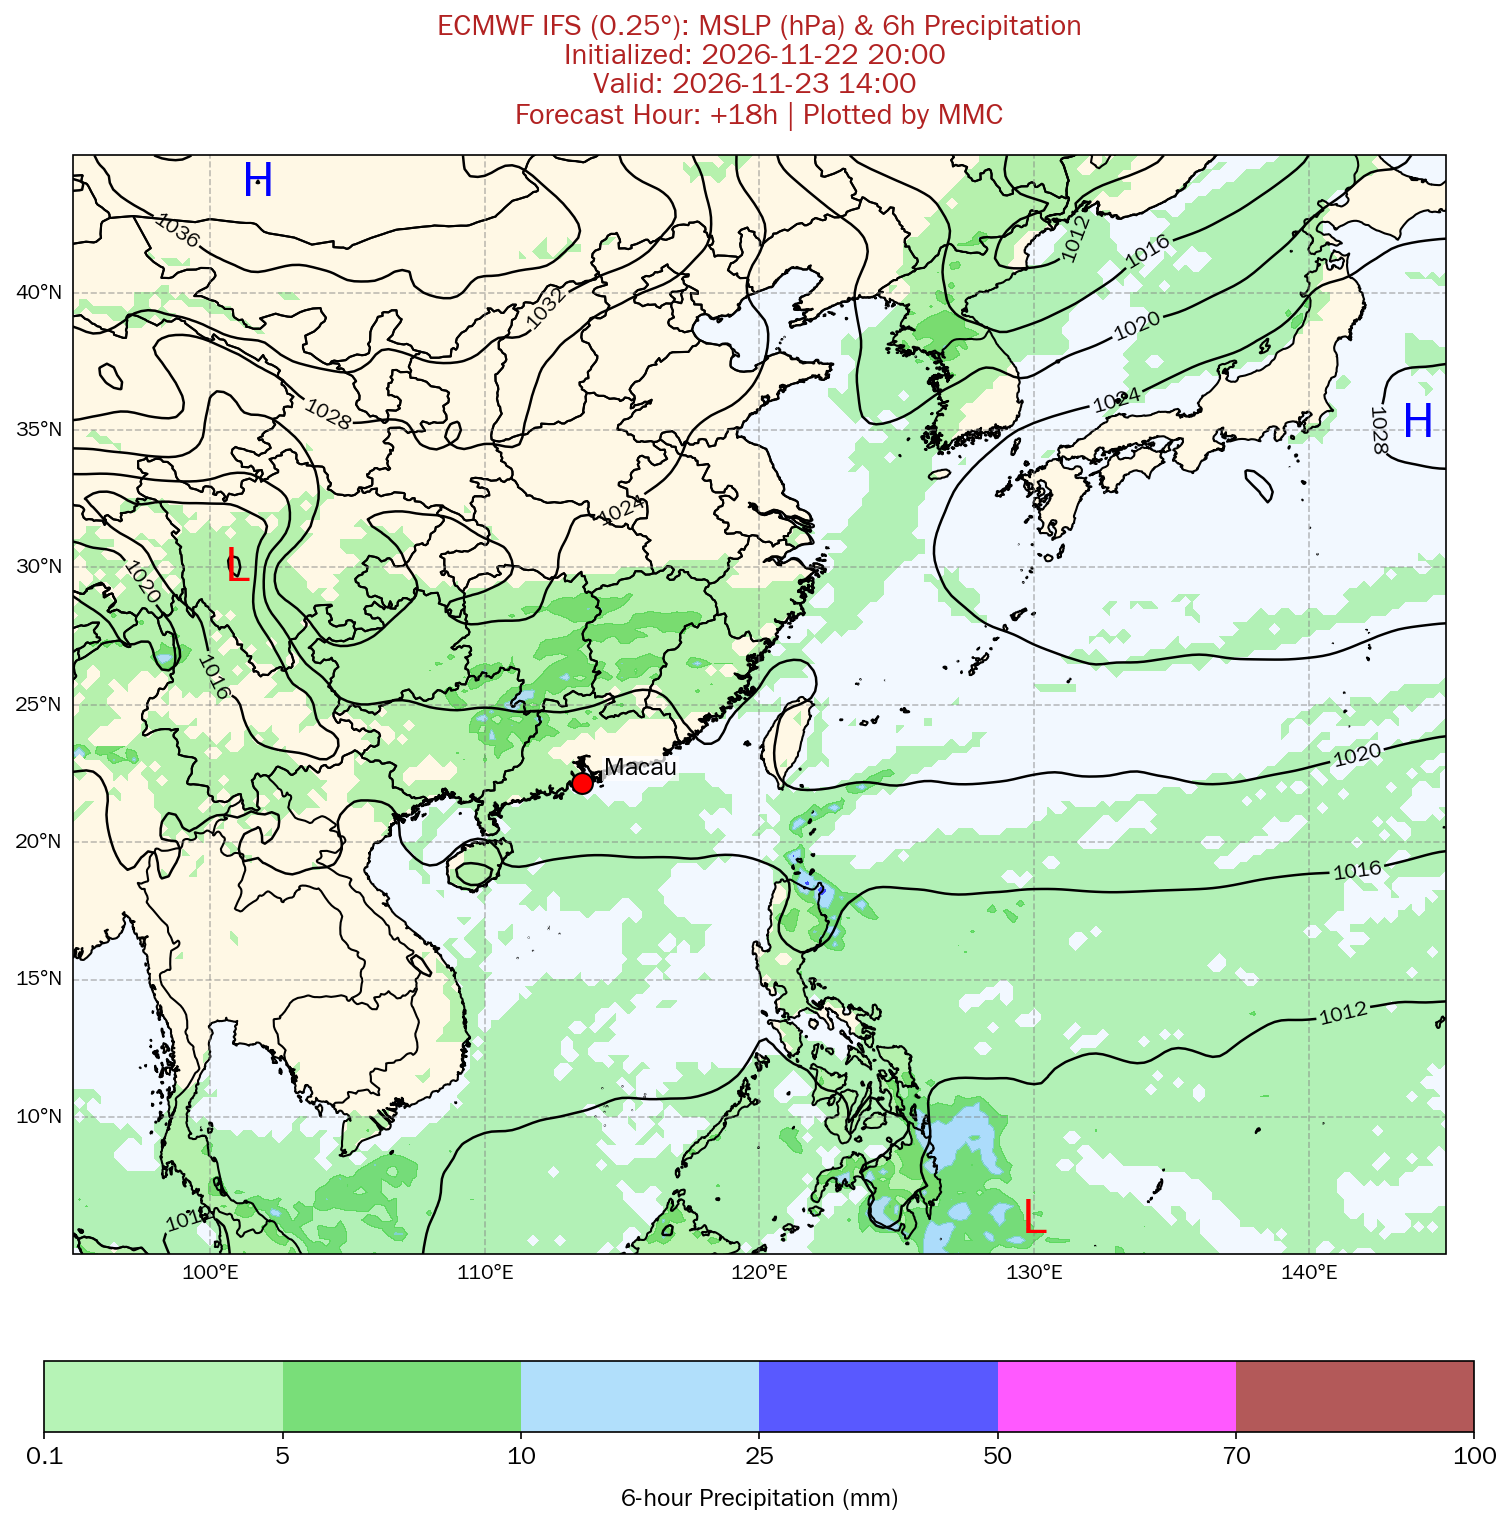 ECMWF IFS (0.25°): MSLP (hPa) & 6h Precipitation
Initialized: 2026-11-22 20:00
Valid: 2026-11-23 14:00
Forecast Hour: +18h | Plotted by MMC
H
1036
1012
1016
40°N
1032
1020
1024
1028
H
1028
35°N
1024
L
30°N
1020
1016
25°N
1020
Macau
20°N
1016
15°N
1012
10°N
L
100°E
110°E
120°E
130°E
140°E
0.1
5
10
25
50
70
100
6-hour Precipitation (mm)